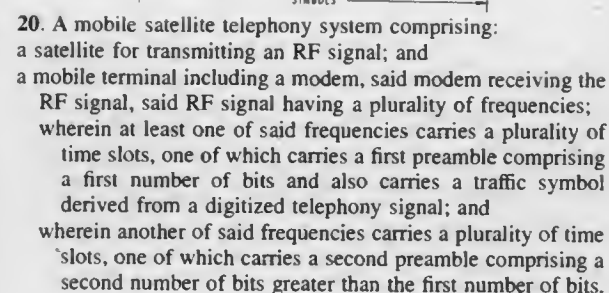 SYMBOLS
20. A mobile satellite telephony system comprising:
a satellite for transmitting an RF signal; and
a mobile terminal including a modem, said modem receiving the
RF signal, said RF signal having a plurality of frequencies;
wherein at least one of said frequencies carries a plurality of
time slots, one of which carries a first preamble comprising
a first number of bits and also carries a traffic symbol
derived from a digitized telephony signal; and
wherein another of said frequencies carries a plurality of time
slots, one of which carries a second preamble comprising a
second number of bits greater than the first number of bits.